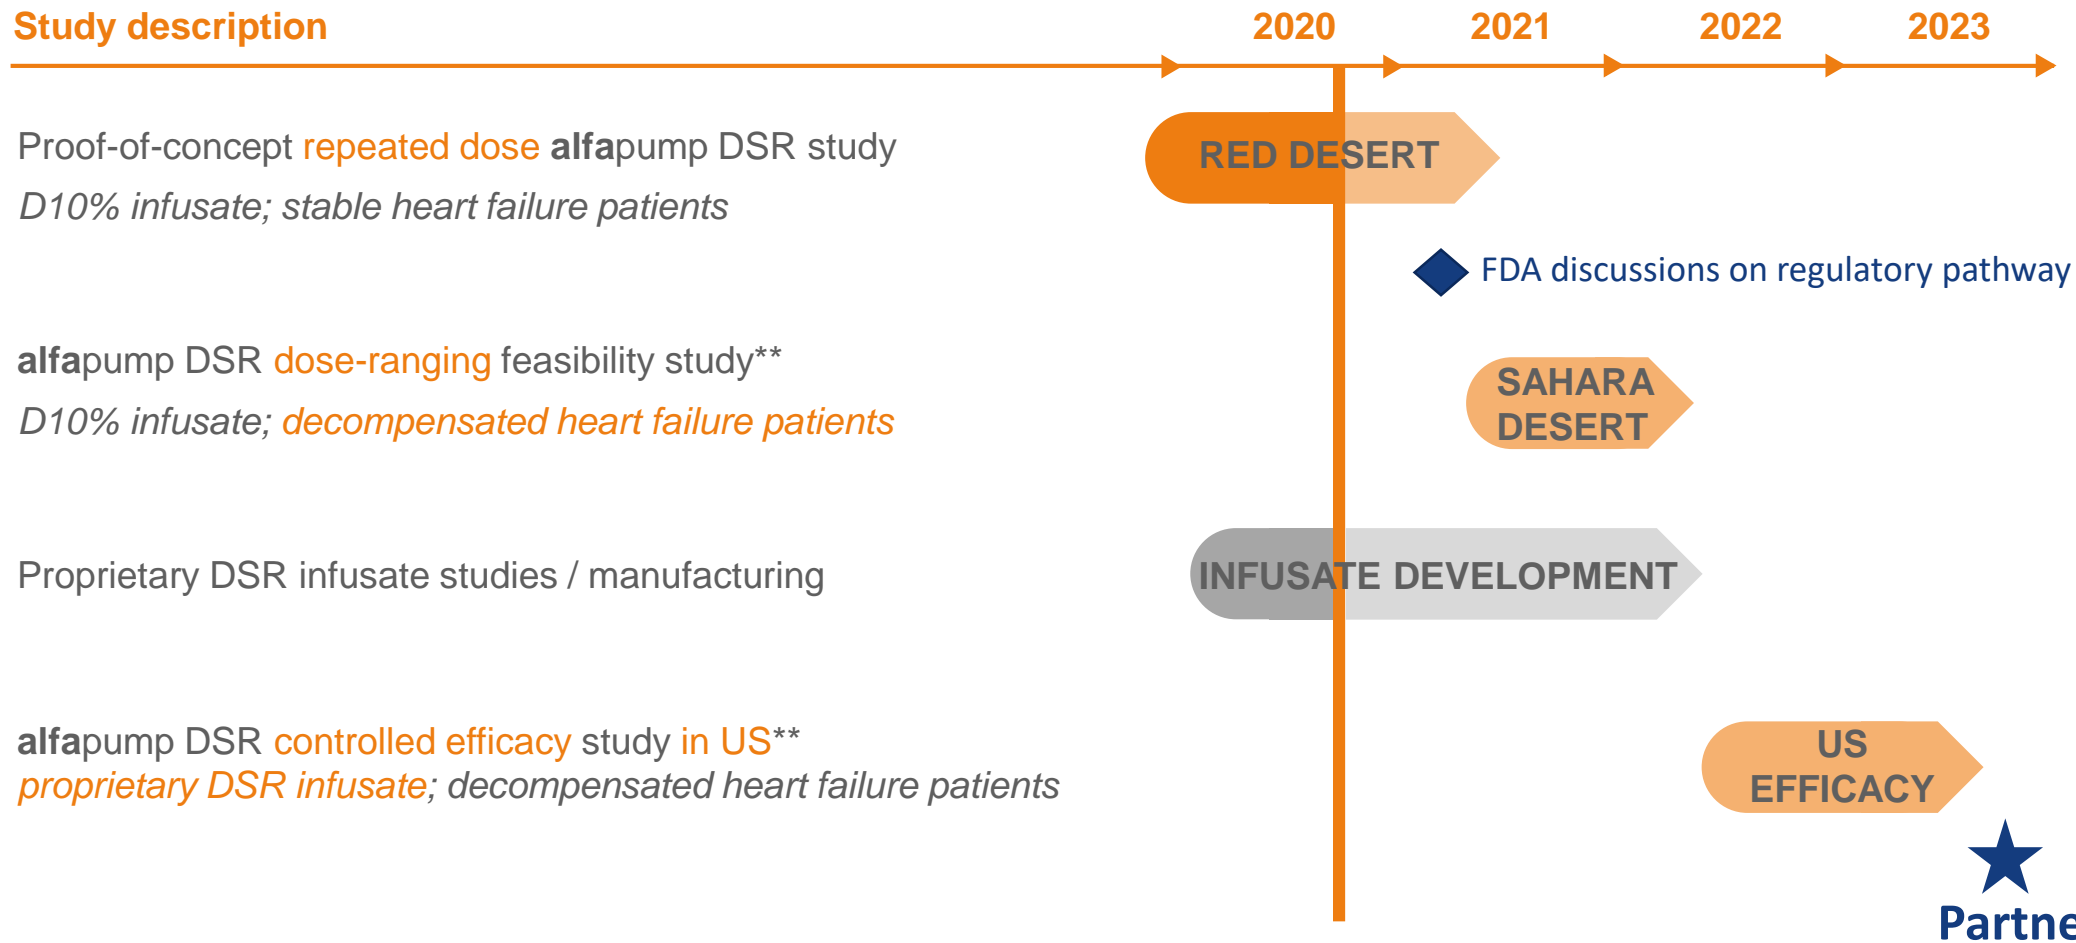 Study description 2020 2021 2022 2023
Proof-of-concept repeated dose alfapump DSR study
D10% infusate; stable heart failure patients
RED DESERT
FDA discussions on regulatory pathway
alfapump DSR dose-ranging feasibility study**
D10% infusate; decompensated heart failure patients
SAHARA
DESERT
Proprietary DSR infusate studies / manufacturing
INFUSATE DEVELOPMENT
alfapump DSR controlled efficacy study in US**
proprietary DSR infusate; decompensated heart failure patients
US
EFFICACY
Partne